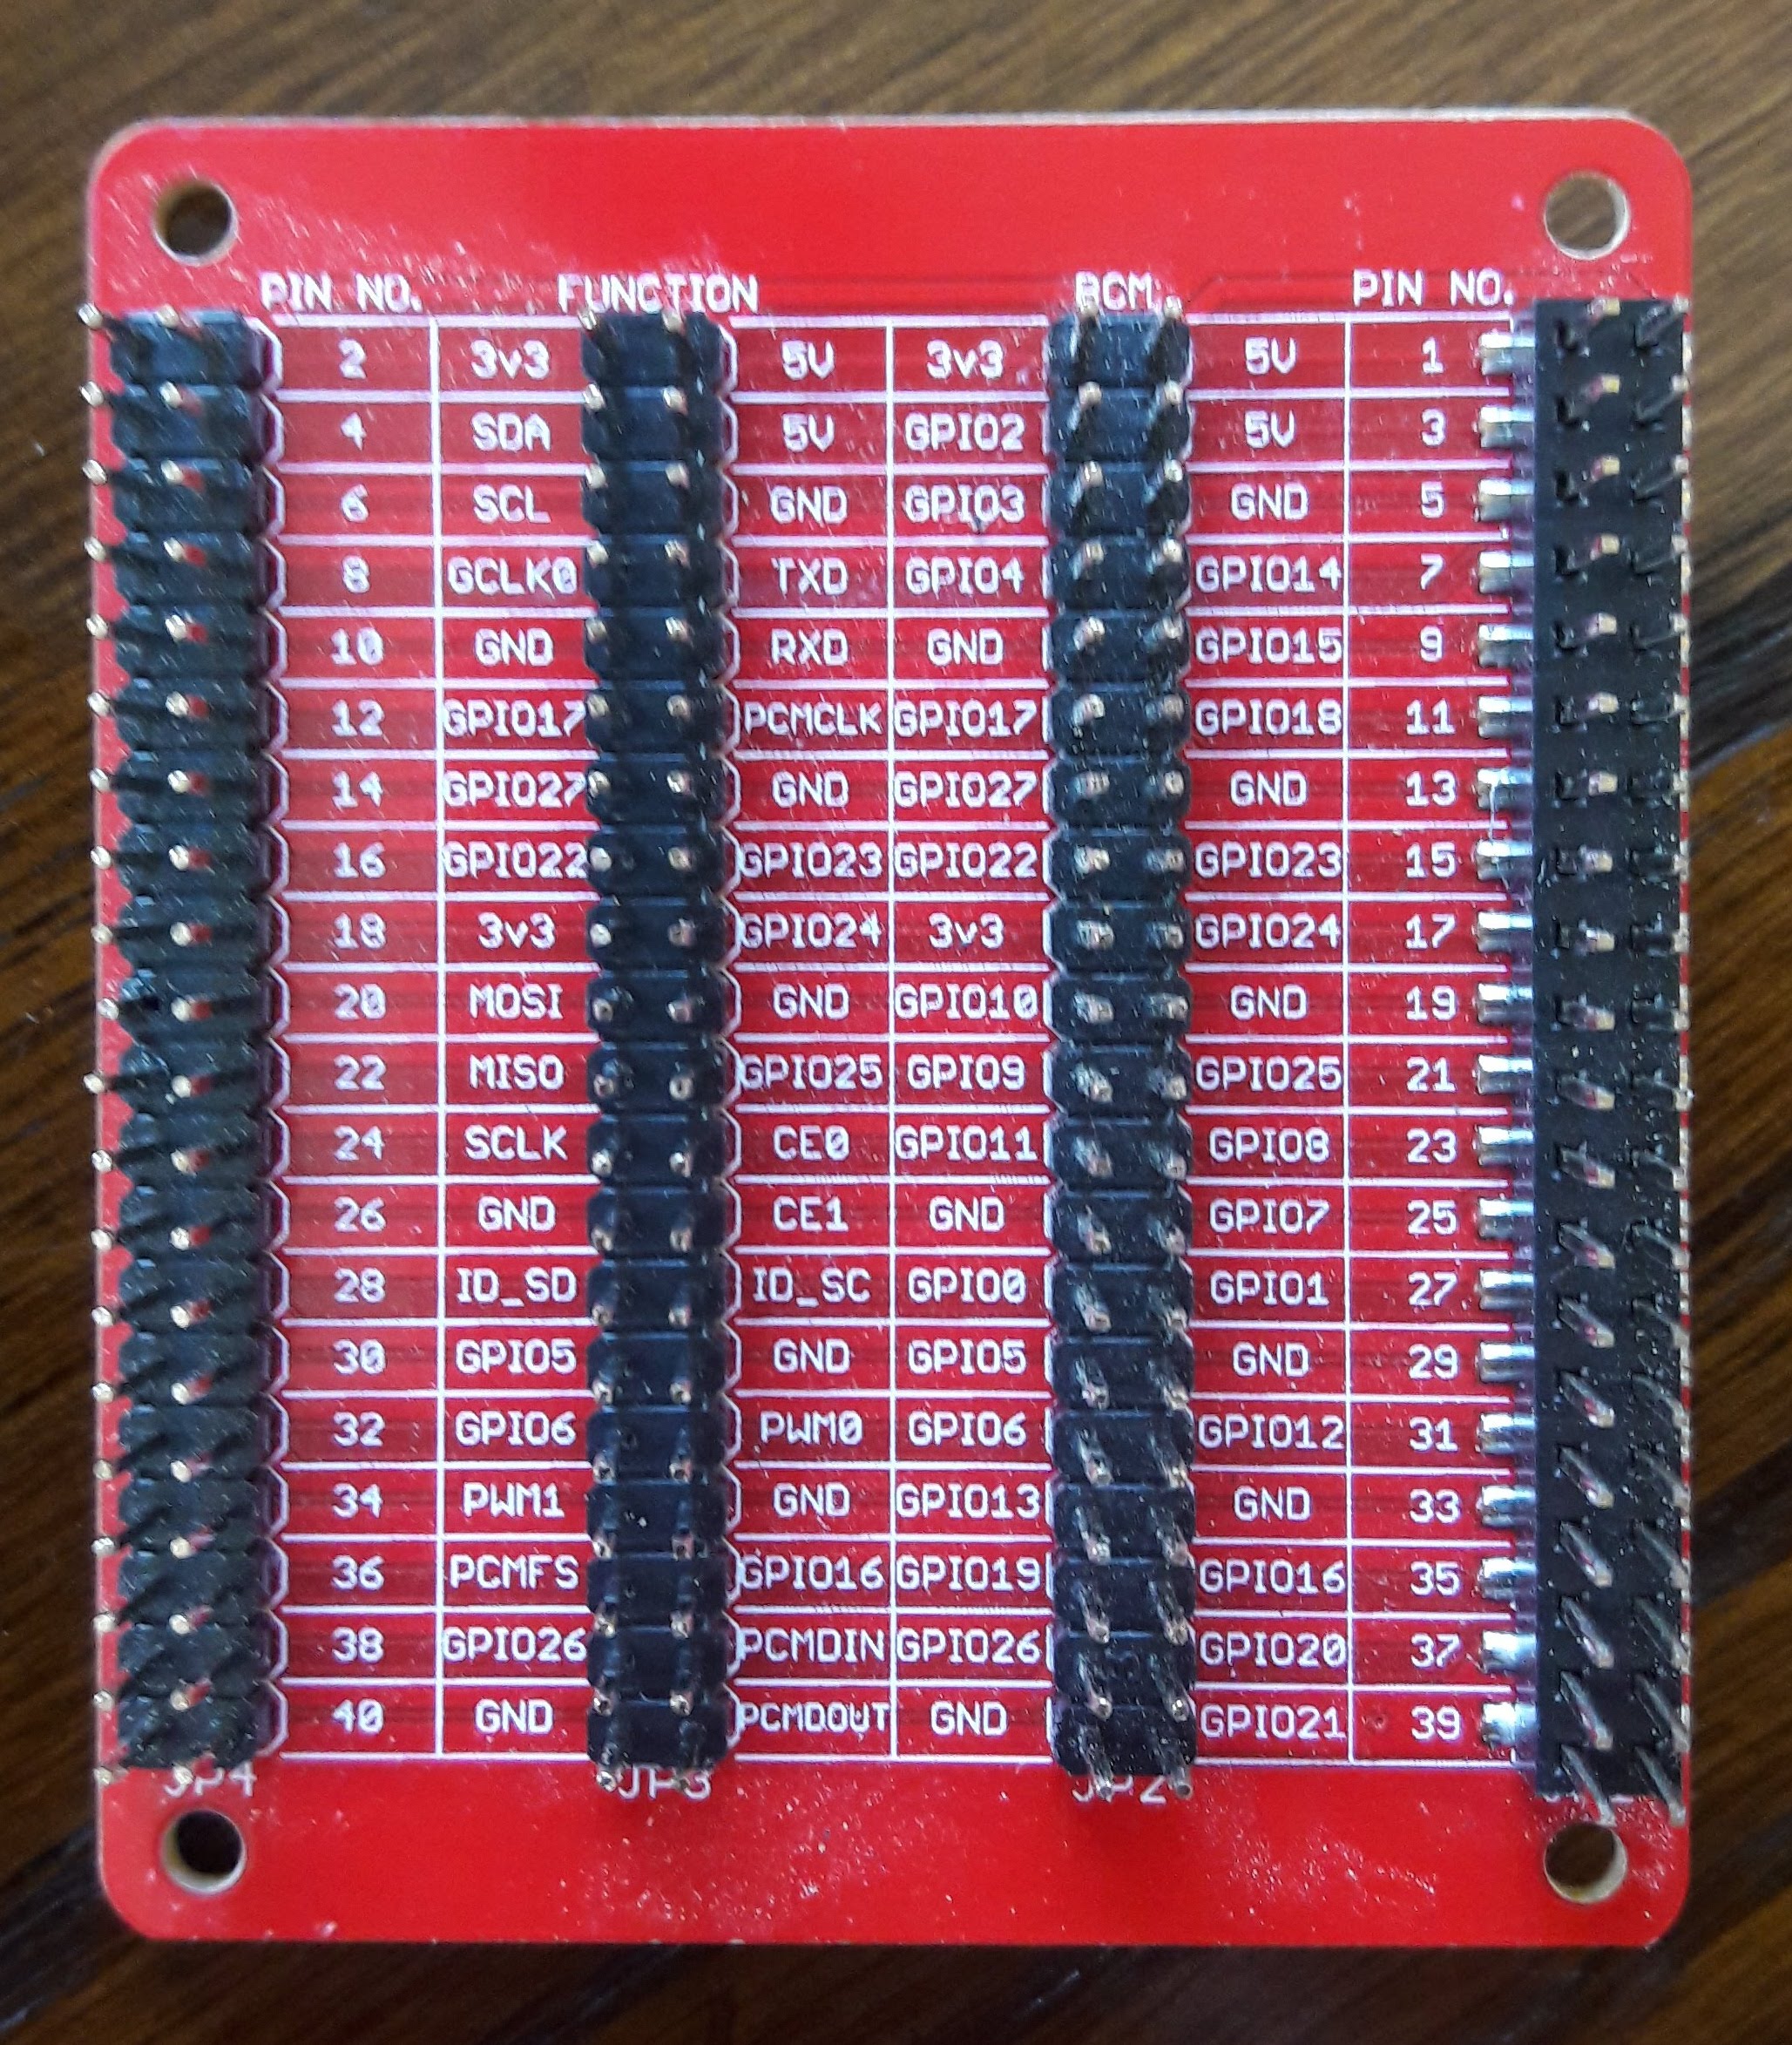 PIN NO. FUNCTION BCM PIN NO.
2 3v3 5V 3v3 5V 1
4 SDA 5V GPIO2 5V 3
6 SCL GND GPIO3 GND 5
8 GCLK0 TXD GPIO4 GPIO14 7
10 GND RXD GND GPIO15 9
12 GPIO17 PCMCLK GPIO17 GPIO18 11
14 GPIO27 GND GPIO27 GND 13
16 GPIO22 GPIO23 GPIO22 GPIO23 15
18 3v3 GPIO24 3v3 GPIO24 17
20 MOSI GND GPIO10 GND 19
22 MISO GPIO25 GPIO9 GPIO25 21
24 SCLK CE0 GPIO11 GPIO8 23
26 GND CE1 GND GPIO7 25
28 ID_SD ID_SC GPIO0 GPIO1 27
30 GPIO5 GND GPIO5 GND 29
32 GPIO6 PWM0 GPIO6 GPIO12 31
34 PWM1 GND GPIO13 GND 33
36 PCMFS GPIO16 GPIO19 GPIO16 35
38 GPIO26 PCMDIN GPIO26 GPIO20 37
40 GND PCMDOUT GND GPIO21 39
JP4 JP3 JP2